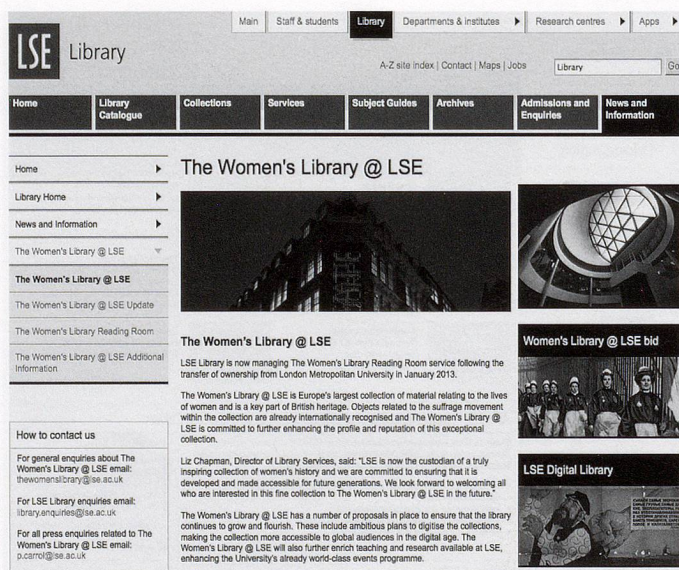 Main
Staff & students
Library
Departments & institutes
Research centres
Apps
LSE
Library
A-Z site index | Contact | Maps | Jobs
Library
Go
Home
Library
Catalogue
Collections
Services
Subject Guides
Archives
Admissions and
Enquiries
News and
Information
Home
Library Home
News and Information
The Women's Library @ LSE
The Women's Library @ LSE
The Women's Library @ LSE Update
The Women's Library Reading Room
The Women's Library @ LSE Additional
Information
How to contact us
For general enquiries about The
Women's Library @ LSE email:
thewomenslibrary@lse.ac.uk
For LSE Library enquiries email:
library.enquiries@lse.ac.uk
For all press enquiries related to The
Women's Library @ LSE email:
p.carrol@lse.ac.uk
The Women's Library @ LSE
The Women's Library @ LSE
LSE Library is now managing The Women's Library Reading Room service following the
transfer of ownership from London Metropolitan University in January 2013.
The Women's Library @ LSE is Europe's largest collection of material relating to the lives
of women and is a key part of British heritage. Objects related to the suffrage movement
within the collection are already internationally recognised and The Women's Library @
LSE is committed to further enhancing the profile and reputation of this exceptional
collection.
Liz Chapman, Director of Library Services, said: "LSE is now the custodian of a truly
inspiring collection of women's history and we are committed to ensuring that it is
developed and made accessible for future generations. We look forward to welcoming all
who are interested in this fine collection to The Women's Library @ LSE in the future."
The Women's Library @ LSE has a number of proposals in place to ensure that the library
continues to grow and flourish. These include ambitious plans to digitise the collections,
making the collection more accessible to global audiences in the digital age. The
Women's Library @ LSE will also further enrich teaching and research available at LSE,
enhancing the University's already world-class events programme.
Women's Library @ LSE bid
LSE Digital Library